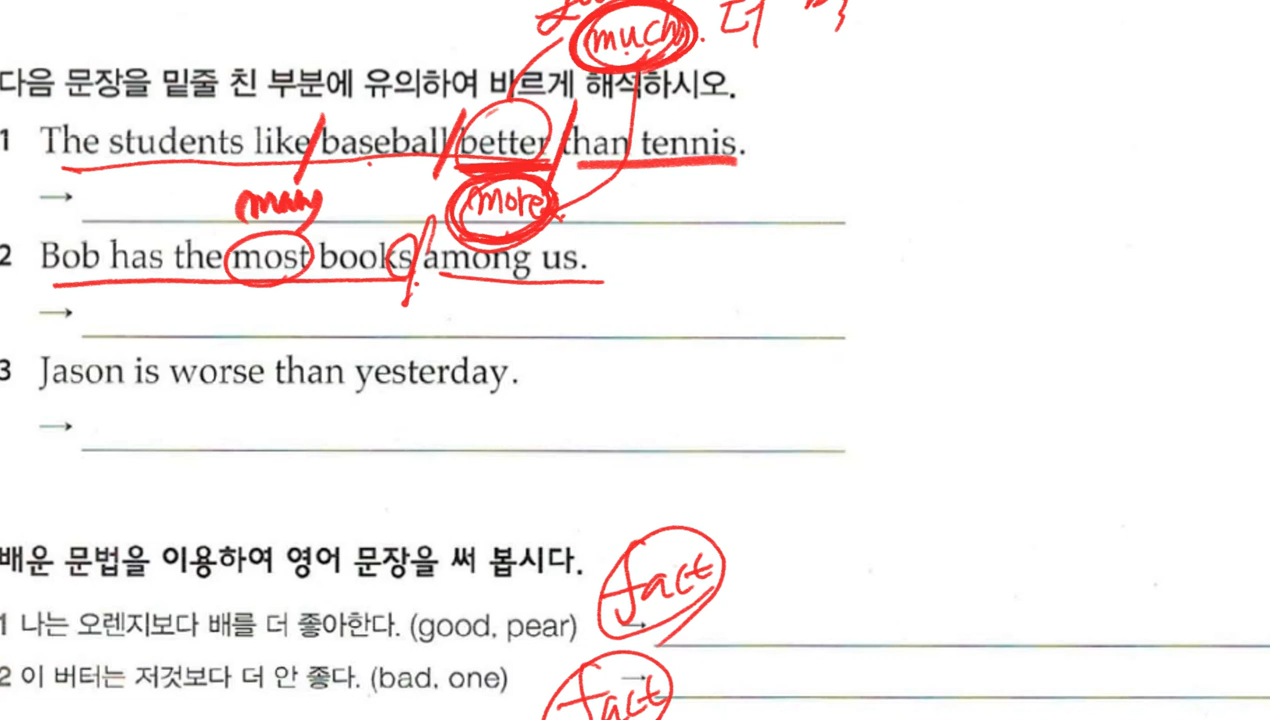 much. 더
다음 문장을 밑줄 친 부분에 유의하여 바르게 해석하시오.
1 The students like baseball better than tennis.
→ more
many
2 Bob has the most books among us.
→
3 Jason is worse than yesterday.
→
배운 문법을 이용하여 영어 문장을 써 봅시다.
fact
1 나는 오렌지보다 배를 더 좋아한다. (good, pear) →
2 이 버터는 저것보다 더 안 좋다. (bad, one) →
fact